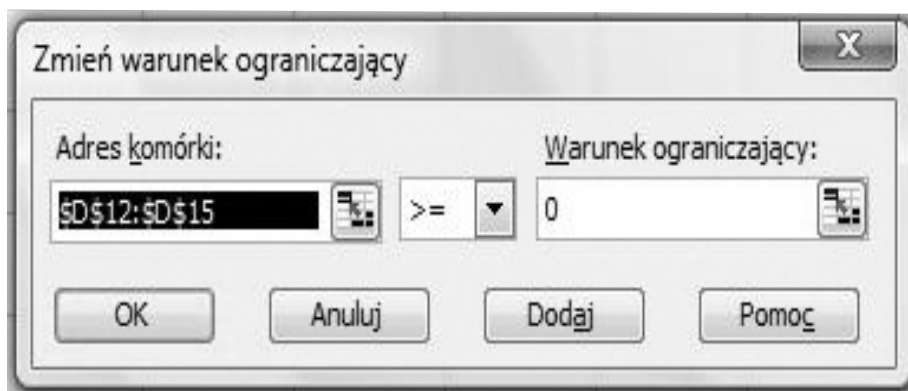 Zmień warunek ograniczający
X
Adres komórki:
Warunek ograniczający:
$D$12:$D$15
>=
0
OK
Anuluj
Dodaj
Pomoc